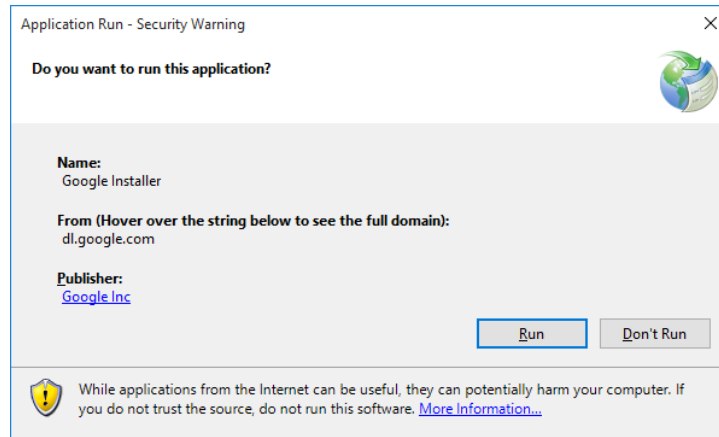 Application Run - Security Warning
Do you want to run this application?
Name:
Google Installer
From (Hover over the string below to see the full domain):
dl.google.com
Publisher:
Google Inc
Run
Don't Run
While applications from the Internet can be useful, they can potentially harm your computer. If
you do not trust the source, do not run this software. More Information...